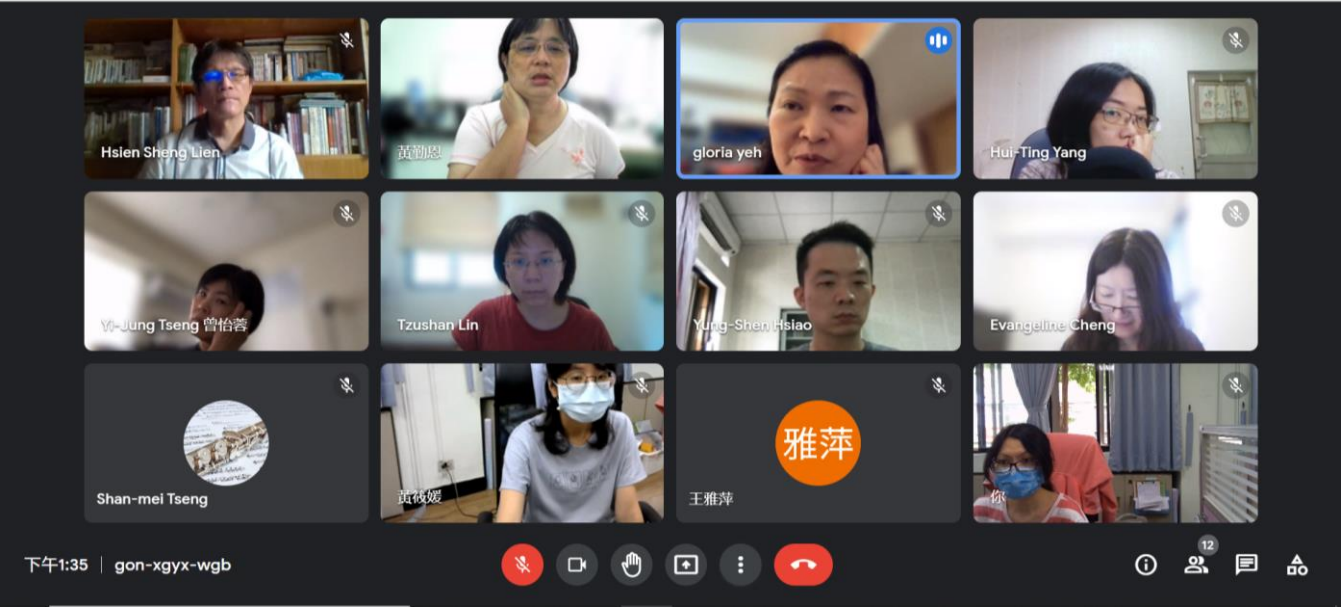 Hsien Sheng Lien
黃勤恩
gloria yeh
Hui-Ting Yang
Yi-Jung Tseng 曾怡蓉
Tzushan Lin
Yung-Shen Hsiao
Evangeline Cheng
雅萍
Shan-mei Tseng
黃筱媛
王雅萍
你
12
下午1:35
gon-xgyx-wgb